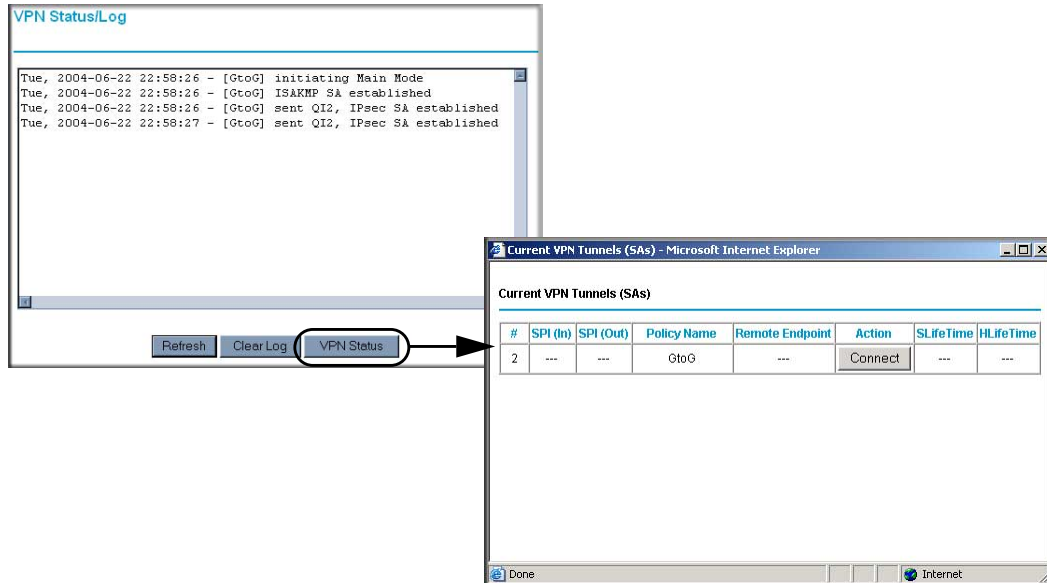 VPN Status/Log
Tue, 2004-06-22 22:58:26 - [GtoG] initiating Main Mode
Tue, 2004-06-22 22:58:26 - [GtoG] ISAKMP SA established
Tue, 2004-06-22 22:58:26 - [GtoG] sent QI2, IPsec SA established
Tue, 2004-06-22 22:58:27 - [GtoG] sent QI2, IPsec SA established
Refresh Clear Log VPN Status
Current VPN Tunnels (SAs) - Microsoft Internet Explorer
Current VPN Tunnels (SAs)
# SPI (In) SPI (Out) Policy Name Remote Endpoint Action SLifeTime HLifeTime
2 --- --- GtoG --- Connect --- ---
Done Internet